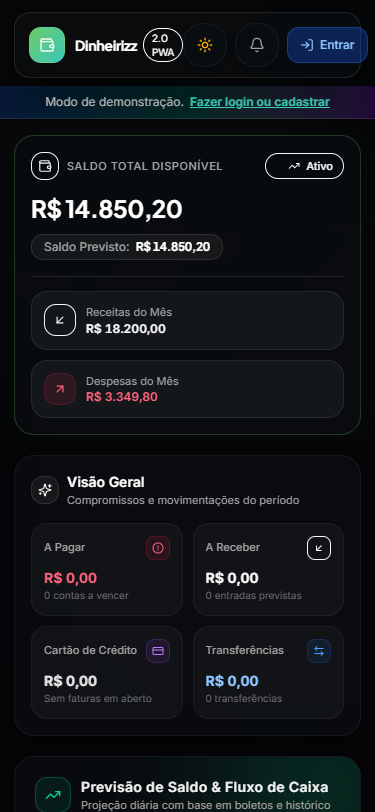 Dinheirizz
2.0
PWA
Entrar
Modo de demonstração. Fazer login ou cadastrar
SALDO TOTAL DISPONÍVEL
Ativo
R$ 14.850,20
Saldo Previsto: R$ 14.850,20
Receitas do Mês
R$ 18.200,00
Despesas do Mês
R$ 3.349,80
Visão Geral
Compromissos e movimentações do período
A Pagar
R$ 0,00
0 contas a vencer
A Receber
R$ 0,00
0 entradas previstas
Cartão de Crédito
R$ 0,00
Sem faturas em aberto
Transferências
R$ 0,00
0 transferências
Previsão de Saldo & Fluxo de Caixa
Projeção diária com base em boletos e histórico